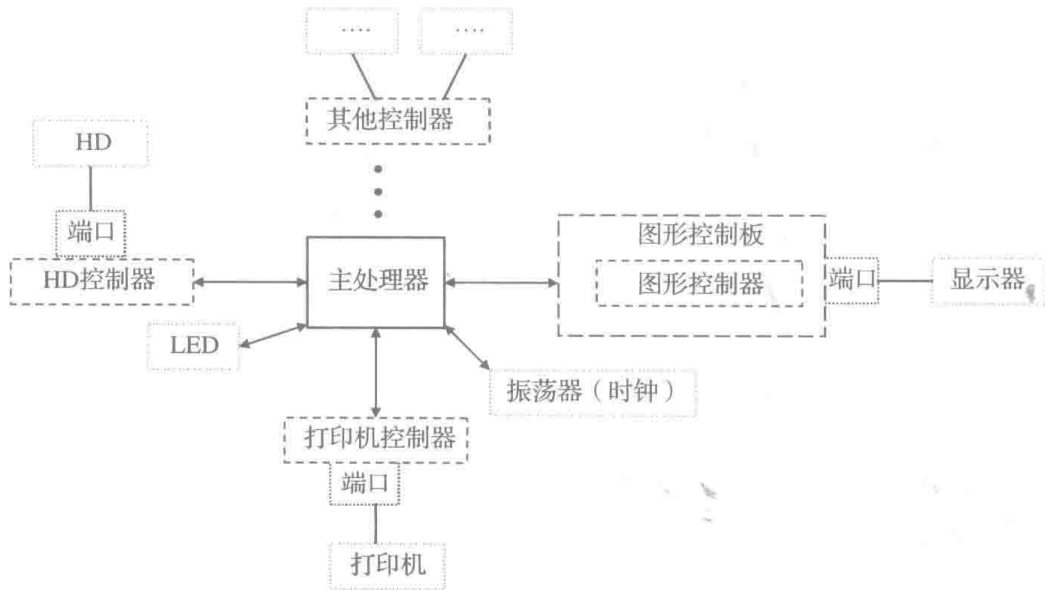 ···· ····
其他控制器
HD
端口
HD控制器
主处理器
图形控制板
图形控制器
端口
显示器
LED
振荡器（时钟）
打印机控制器
端口
打印机